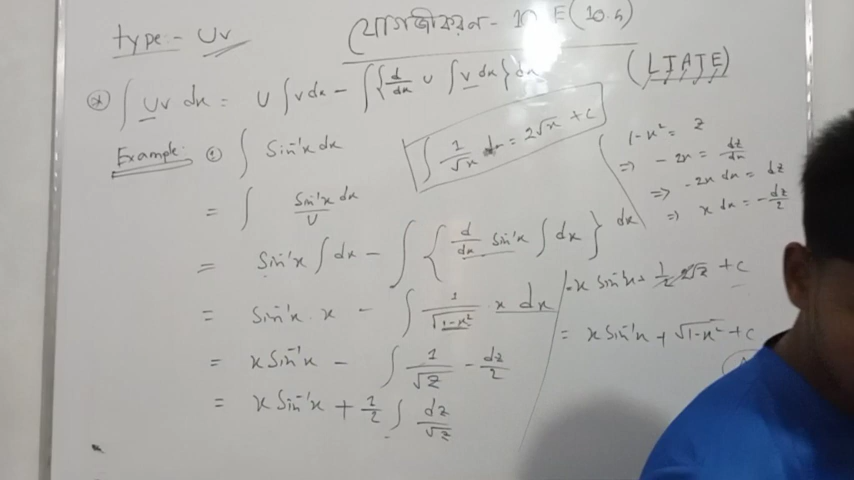 type:- uv
যোগজীকরণ - 10 E (10.5)
(LIATE)
⊛ ∫ uv dx = u ∫ v dx - ∫ { d/dx u ∫ v dx } dx
Example: ∫ Sin⁻¹x dx
∫ 1/√x dx = 2√x + c
= ∫ Sin⁻¹x dx
U
= Sin⁻¹x ∫ dx - ∫ { d/dx Sin⁻¹x ∫ dx } dx
= Sin⁻¹x · x - ∫ 1/√(1-x²) · x dx
= x Sin⁻¹x - ∫ 1/√z - dz/2
= x Sin⁻¹x + 1/2 ∫ dz/√z
1-x² = z
⇒ -2x = dz/dx
⇒ -2x dx = dz
⇒ x dx = -dz/2
= x Sin⁻¹x + 1/2 2√z + c
= x Sin⁻¹x + √(1-x²) + c